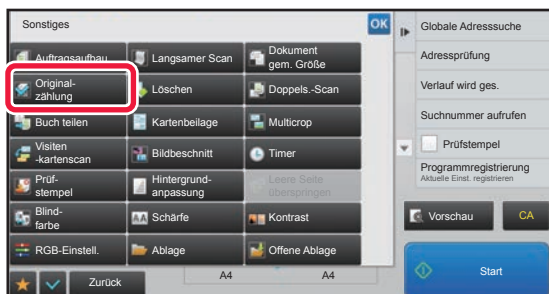 Sonstiges
OK
Auftragsaufbau
Langsamer Scan
Dokument
gem. Größe
Original-
zählung
Löschen
Doppels.-Scan
Buch teilen
Kartenbeilage
Multicrop
Visiten
-kartenscan
Bildbeschnitt
Timer
Prüf-
stempel
Hintergrund-
anpassung
Leere Seite
überspringen
Blind-
farbe
AA Schärfe
Kontrast
RGB-Einstell.
Ablage
Offene Ablage
Zurück
A4
A4
Globale Adresssuche
Adressprüfung
Verlauf wird ges.
Suchnummer aufrufen
Prüfstempel
Programmregistrierung
Aktuelle Einst. registrieren
Vorschau
CA
Start